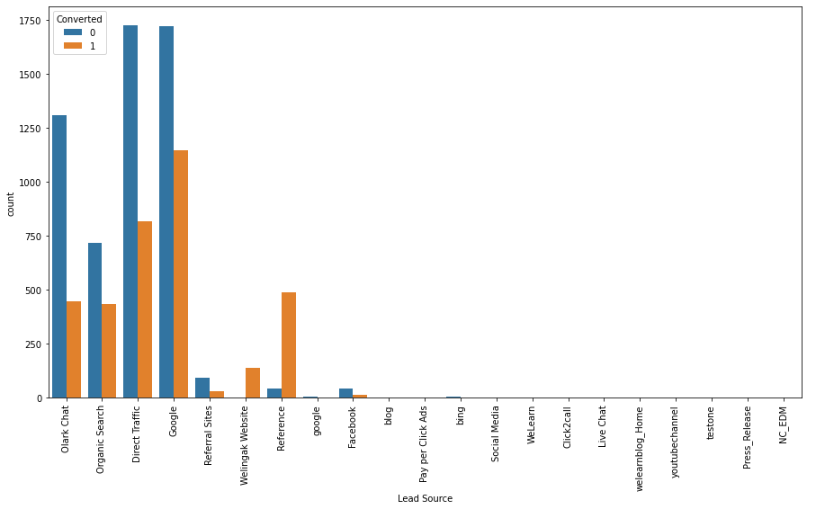 Converted
0
1
1750
1500
1250
1000
750
500
250
0
count
Olark Chat
Organic Search
Direct Traffic
Google
Referral Sites
Welingak Website
Reference
google
Facebook
blog
Pay per Click Ads
bing
Social Media
WeLearn
Click2call
Live Chat
welearnblog_Home
youtubechannel
testone
Press_Release
NC_EDM
Lead Source